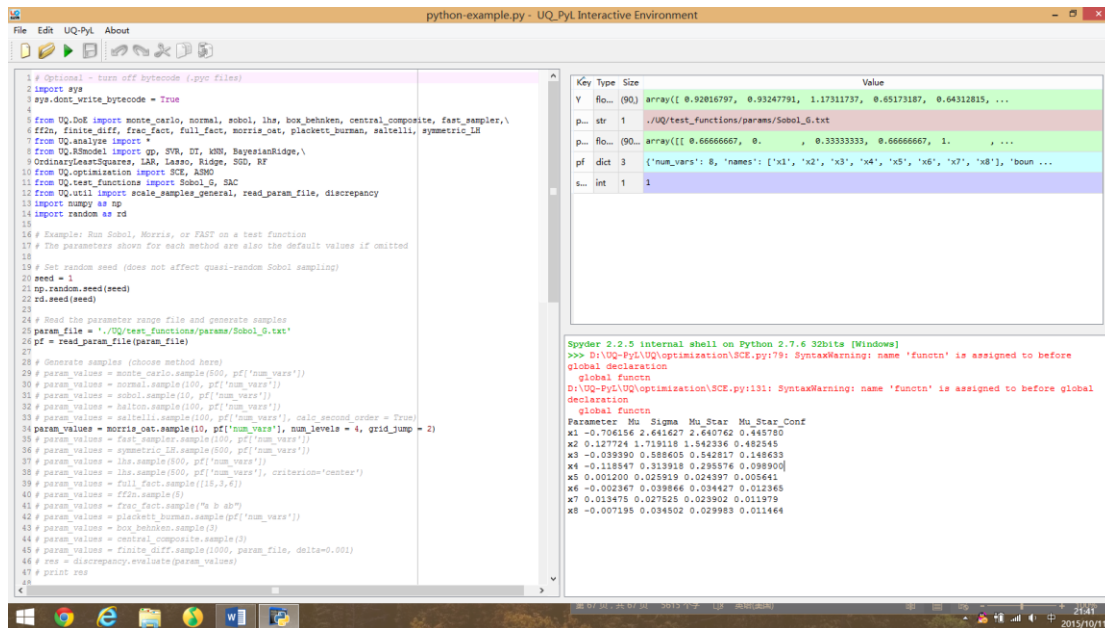 python-example.py - UQ_PyL Interactive Environment
File Edit UQ-PyL About
1 # Optional - turn off bytecode (.pyc files)
2 import sys
3 sys.dont_write_bytecode = True
4
5 from UQ.DoE import monte_carlo, normal, sobol, lhs, box_behnken, central_composite, fast_sampler,\
6 ff2n, finite_diff, frac_fact, full_fact, morris_oat, plackett_burman, saltelli, symmetric_LH
7 from UQ.analyze import *
8 from UQ.RSmodel import gp, SVR, DT, kNN, BayesianRidge,\
9 OrdinaryLeastSquares, LAR, Lasso, Ridge, SGD, RF
10 from UQ.optimization import SCE, ASMO
11 from UQ.test_functions import Sobol_G, SAC
12 from UQ.util import scale_samples_general, read_param_file, discrepancy
13 import numpy as np
14 import random as rd
15
16 # Example: Run Sobol, Morris, or FAST on a test function
17 # The parameters shown for each method are also the default values if omitted
18
19 # Set random seed (does not affect quasi-random Sobol sampling)
20 seed = 1
21 np.random.seed(seed)
22 rd.seed(seed)
23
24 # Read the parameter range file and generate samples
25 param_file = './UQ/test_functions/params/Sobol_G.txt'
26 pf = read_param_file(param_file)
27
28 # Generate samples (choose method here)
29 # param_values = monte_carlo.sample(500, pf['num_vars'])
30 # param_values = normal.sample(100, pf['num_vars'])
31 # param_values = sobol.sample(10, pf['num_vars'])
32 # param_values = halton.sample(100, pf['num_vars'])
33 # param_values = saltelli.sample(100, pf['num_vars'], calc_second_order = True)
34 param_values = morris_oat.sample(10, pf['num_vars'], num_levels = 4, grid_jump = 2)
35 # param_values = fast_sampler.sample(100, pf['num_vars'])
36 # param_values = symmetric_LH.sample(500, pf['num_vars'])
37 # param_values = lhs.sample(900, pf['num_vars'])
38 # param_values = lhs.sample(500, pf['num_vars'], criterion='center')
39 # param_values = full_fact.sample([15,3,6])
40 # param_values = ff2n.sample(5)
41 # param_values = frac_fact.sample("a b ab")
42 # param_values = plackett_burman.sample(pf['num_vars'])
43 # param_values = box_behnken.sample(3)
44 # param_values = central_composite.sample(3)
45 # param_values = finite_diff.sample(1000, param_file, delta=0.001)
46 # res = discrepancy.evaluate(param_values)
47 # print res
Key Type Size Value
Y flo... (90,) array([ 0.92016797, 0.93247791, 1.17311737, 0.65173187, 0.64312815, ...
p... str 1 ./UQ/test_functions/params/Sobol_G.txt
p... flo... (90... array([[ 0.66666667, 0. , 0.33333333, 0.66666667, 1. , ...
pf dict 3 {'num_vars': 8, 'names': ['x1', 'x2', 'x3', 'x4', 'x5', 'x6', 'x7', 'x8'], 'boun ...
s... int 1 1
Spyder 2.2.5 internal shell on Python 2.7.6 32bits [Windows]
>>> D:\UQ-PyL\UQ\optimization\SCE.py:79: SyntaxWarning: name 'functn' is assigned to before
global declaration
global functn
D:\UQ-PyL\UQ\optimization\SCE.py:131: SyntaxWarning: name 'functn' is assigned to before global
declaration
global functn
Parameter Mu Sigma Mu_Star Mu_Star_Conf
x1 -0.706156 2.641627 2.640762 0.445780
x2 0.127724 1.719118 1.542336 0.482545
x3 -0.039390 0.588605 0.542817 0.148633
x4 -0.118547 0.313918 0.295576 0.098900
x5 0.001200 0.025919 0.024397 0.005641
x6 -0.002367 0.039866 0.034427 0.012365
x7 0.013475 0.027525 0.023902 0.011979
x8 -0.007195 0.034502 0.029983 0.011464
21:41
2015/10/11